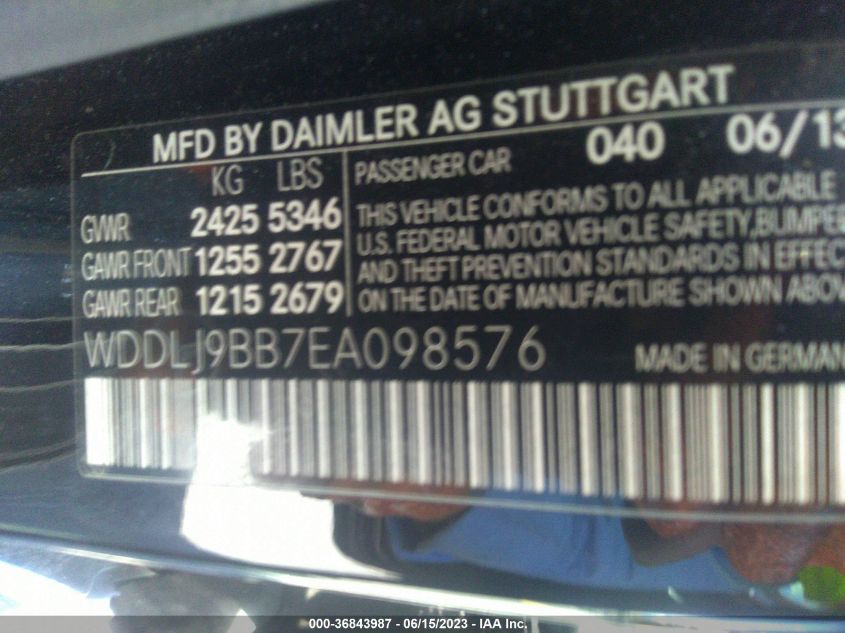 MFD BY DAIMLER AG STUTTGART
KG LBS
GVWR 2425 5346
GAWR FRONT 1255 2767
GAWR REAR 1215 2679
PASSENGER CAR 040 06/13
THIS VEHICLE CONFORMS TO ALL APPLICABLE
U.S. FEDERAL MOTOR VEHICLE SAFETY, BUMPE
AND THEFT PREVENTION STANDARDS IN EFFEC
ON THE DATE OF MANUFACTURE SHOWN ABOV
WDDLJ9BB7EA098576
MADE IN GERMAN
000-36843987 - 06/15/2023 - IAA Inc.